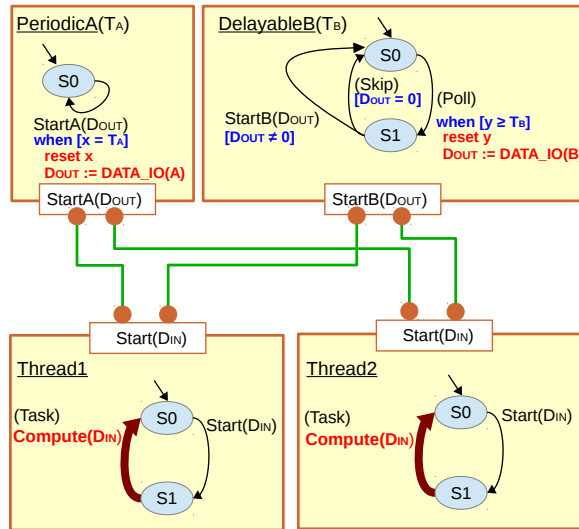 PeriodicA(TA)
S0
StartA(DOUT)
when [x = TA]
reset x
DOUT := DATA_IO(A)
StartA(DOUT)
DelayableB(TB)
S0
(Skip)
[DOUT = 0]
(Poll)
StartB(DOUT)
[DOUT ≠ 0]
S1
when [y ≥ TB]
reset y
DOUT := DATA_IO(B
StartB(DOUT)
Start(DIN)
Thread1
(Task)
Compute(DIN)
S0
Start(DIN)
S1
Start(DIN)
Thread2
(Task)
Compute(DIN)
S0
Start(DIN)
S1